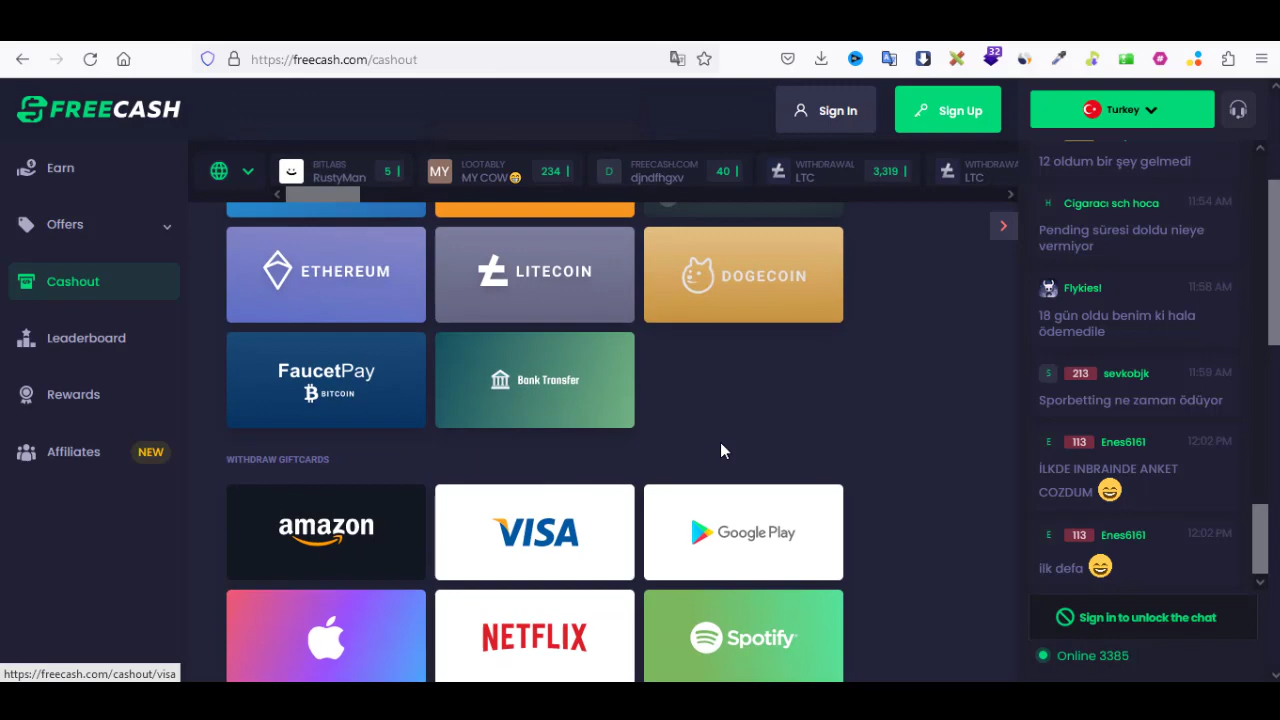 32
https://freecash.com/cashout
FREECASH
Sign In
Sign Up
Turkey
Earn
Offers
Cashout
Leaderboard
Rewards
Affiliates
NEW
BITLABS
RustyMan
5
MY
LOOTABLY
MY COW😁
234
D
FREECASH.COM
djndfhgxv
40
WITHDRAWAL
LTC
3,319
WITHDRAWA
LTC
ETHEREUM
LITECOIN
DOGECOIN
FaucetPay
BITCOIN
Bank Transfer
WITHDRAW GIFTCARDS
amazon
VISA
Google Play
NETFLIX
Spotify
12 oldum bir şey gelmedi
H Cigaracı sch hoca 11:54 AM
Pending süresi doldu nieye
vermiyor
Flykiesl 11:58 AM
18 gün oldu benim ki hala
ödemedile
S 213 sevkobjk 11:59 AM
Sporbetting ne zaman ödüyor
E 113 Enes6161 12:02 PM
İLKDE INBRAINDE ANKET
COZDUM 😄
E 113 Enes6161 12:02 PM
ilk defa 😄
Sign in to unlock the chat
Online 3385
https://freecash.com/cashout/visa